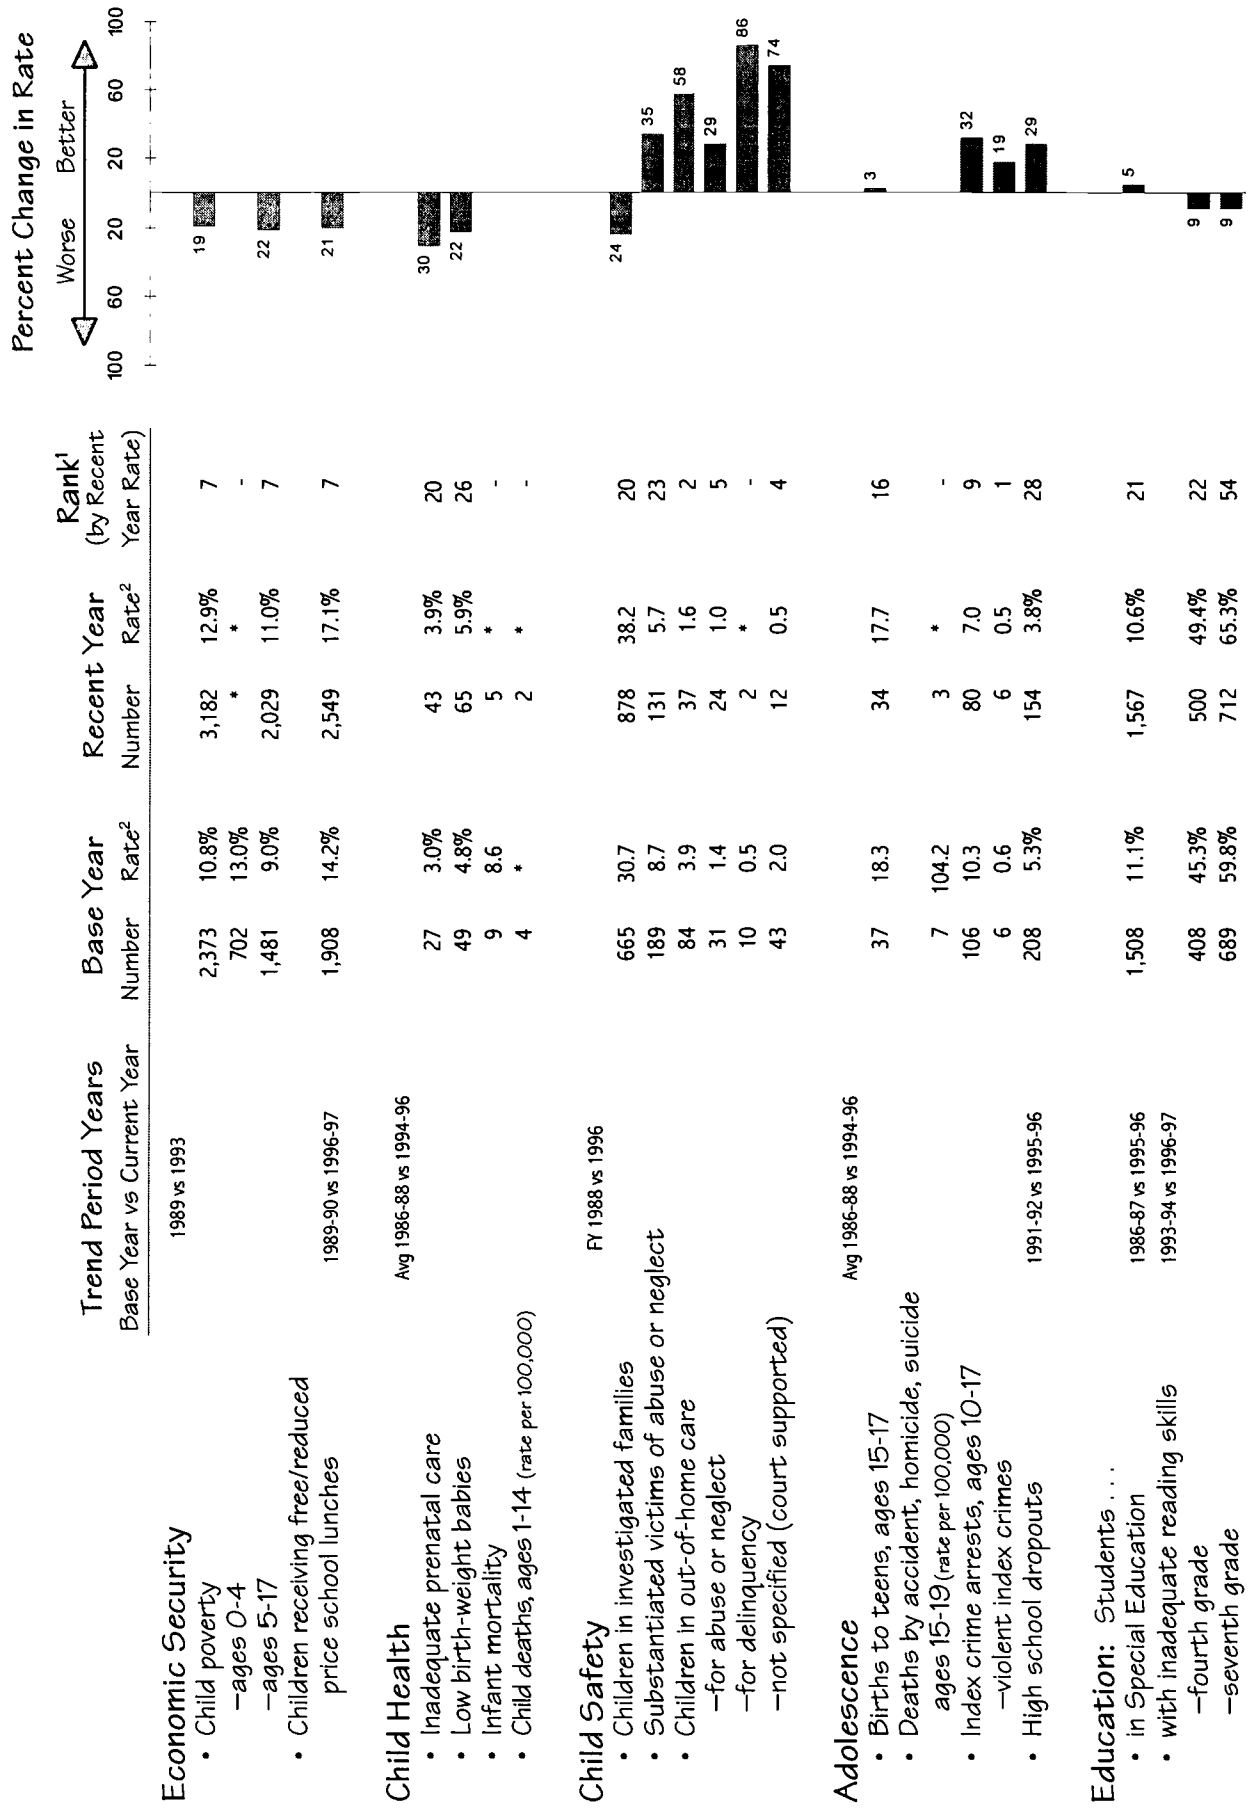 Trend Period Years Base Year Recent Year Rank¹ Percent Change in Rate
Base Year vs Current Year Number Rate² Number Rate² (by Recent Year Rate) Worse Better
100 60 20 20 60 100
Economic Security 1989 vs 1993
• Child poverty 2,373 10.8% 3,182 12.9% 7 19
–ages 0-4 702 13.0% * * -
–ages 5-17 1,481 9.0% 2,029 11.0% 7 22
• Children receiving free/reduced
price school lunches 1989-90 vs 1996-97 1,908 14.2% 2,549 17.1% 7 21
Child Health Avg 1986-88 vs 1994-96
• Inadequate prenatal care 27 3.0% 43 3.9% 20 30
• Low birth-weight babies 49 4.8% 65 5.9% 26 22
• Infant mortality 9 8.6 5 * -
• Child deaths, ages 1-14 (rate per 100,000) 4 * 2 * -
Child Safety FY 1988 vs 1996
• Children in investigated families 665 30.7 878 38.2 20 24
• Substantiated victims of abuse or neglect 189 8.7 131 5.7 23 35
• Children in out-of-home care 84 3.9 37 1.6 2 58
–for abuse or neglect 31 1.4 24 1.0 5 29
–for delinquency 10 0.5 2 * - 86
–not specified (court supported) 43 2.0 12 0.5 4 74
Adolescence Avg 1986-88 vs 1994-96
• Births to teens, ages 15-17 37 18.3 34 17.7 16 3
• Deaths by accident, homicide, suicide
ages 15-19 (rate per 100,000) 7 104.2 3 * -
• Index crime arrests, ages 10-17 106 10.3 80 7.0 9 32
–violent index crimes 6 0.6 6 0.5 1 19
• High school dropouts 1991-92 vs 1995-96 208 5.3% 154 3.8% 28 29
Education: Students . . .
• in Special Education 1986-87 vs 1995-96 1,508 11.1% 1,567 10.6% 21 5
• with inadequate reading skills 1993-94 vs 1996-97
–fourth grade 408 45.3% 500 49.4% 22 9
–seventh grade 689 59.8% 712 65.3% 54 9